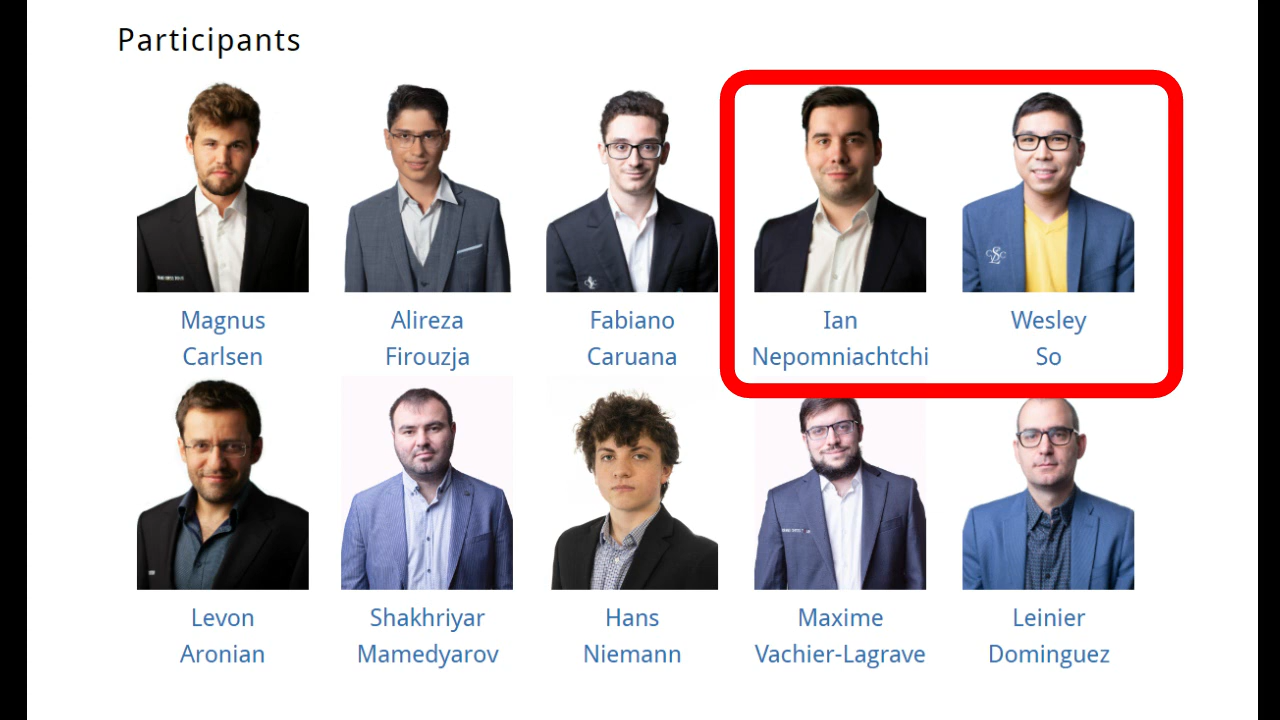 Participants
Magnus Alireza Fabiano Ian Wesley
Carlsen Firouzja Caruana Nepomniachtchi So
Levon Shakhriyar Hans Maxime Leinier
Aronian Mamedyarov Niemann Vachier-Lagrave Dominguez